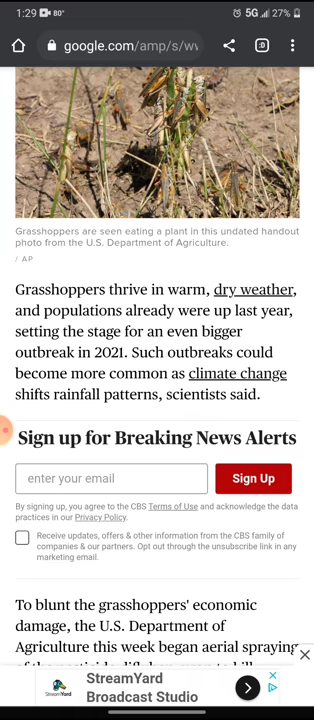 1:29 80° 5G 27%
google.com/amp/s/w :D
Grasshoppers are seen eating a plant in this undated handout
photo from the U.S. Department of Agriculture.
/ AP
Grasshoppers thrive in warm, dry weather,
and populations already were up last year,
setting the stage for an even bigger
outbreak in 2021. Such outbreaks could
become more common as climate change
shifts rainfall patterns, scientists said.
Sign up for Breaking News Alerts
enter your email Sign Up
By signing up, you agree to the CBS Terms of Use and acknowledge the data
practices in our Privacy Policy.
Receive updates, offers & other information from the CBS family of
companies & our partners. Opt out through the unsubscribe link in any
marketing email.
To blunt the grasshoppers' economic
damage, the U.S. Department of
Agriculture this week began aerial spraying
StreamYard
Broadcast Studio
StreamYard